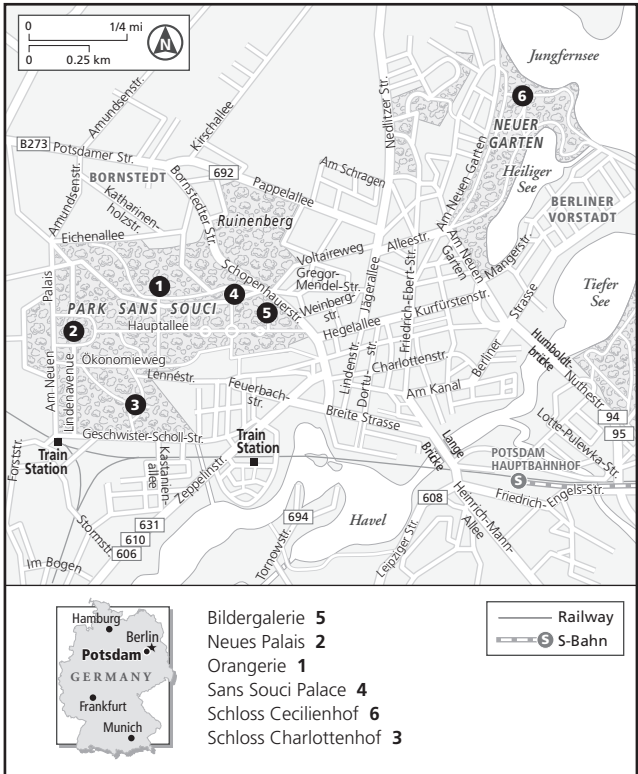 0 1/4 mi
N
0 0.25 km
Jungfernsee
6
NEUER
GARTEN
Heiliger
See
BERLINER
VORSTADT
Tiefer
See
Amundsenstr.
Kirschallee
Nedlitzer Str.
B273
Potsdamer Str.
BORNSTEDT
692
Am Schragen
Pappelallee
Bornstedter Str.
Amundsenstr.
Katharinen-
holzstr.
Ruinenberg
Am Neuen Garten
Eichenallee
Voltaireweg
Alleestr.
Am Neuen
Garten
Mangerstr.
Schopenhauerstr.
Gregor-
Mendel-Str.
Jägerallee
Weinberg-
str.
Friedrich-Ebert-Str.
Kurfürstenstr.
Hegelallee
Palais
1
4
5
PARK SANS SOUCI
2
Hauptallee
Ökonomieweg
Am Neuen
Lindenavenue
Lennéstr.
3
Feuerbach-
str.
Lindenstr.
Dortustr.
Charlottenstr.
Am Kanal
Berliner Strasse
Humboldt-
brücke
Nuthestr.
94
95
Lotte-Pulewka-Str.
Breite Strasse
Geschwister-Scholl-Str.
Train
Station
Train
Station
Forststr.
Kastanien-
allee
Zeppelinstr.
Lange
Brücke
POTSDAM
HAUPTBAHNHOF
S
Friedrich-Engels-Str.
608
Heinrich-Mann-
Allee
Leipziger Str.
Havel
694
Tornowstr.
631
610
606
Stormstr.
Im Bogen
Hamburg
Berlin
Potsdam
GERMANY
Frankfurt
Munich
Bildergalerie 5
Neues Palais 2
Orangerie 1
Sans Souci Palace 4
Schloss Cecilienhof 6
Schloss Charlottenhof 3
Railway
S S-Bahn